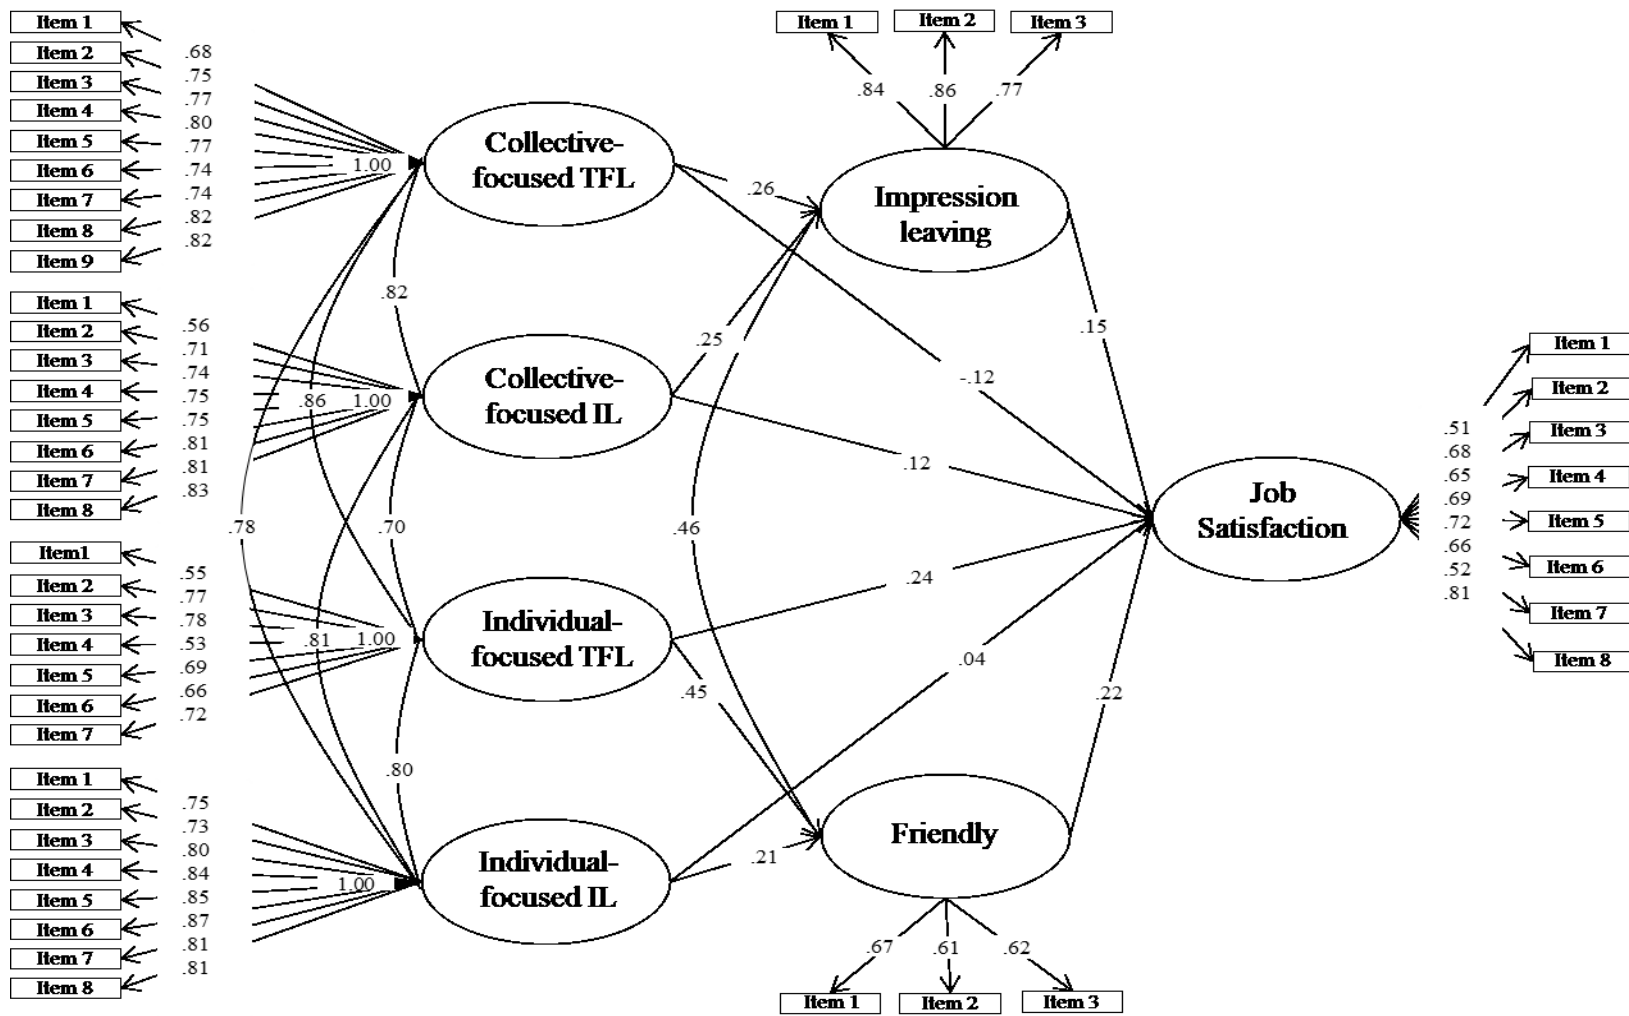 Item 1
Item 2
Item 3
Item 4
Item 5
Item 6
Item 7
Item 8
Item 9
.68
.75
.77
.80
.77
.74
.74
.82
.82
1.00
Collective-
focused TFL
Item 1
Item 2
Item 3
Item 4
Item 5
Item 6
Item 7
Item 8
.56
.71
.74
.75
.75
.81
.81
.83
1.00
Collective-
focused IL
Item1
Item 2
Item 3
Item 4
Item 5
Item 6
Item 7
.55
.77
.78
.53
.69
.66
.72
1.00
Individual-
focused TFL
Item 1
Item 2
Item 3
Item 4
Item 5
Item 6
Item 7
Item 8
.75
.73
.80
.84
.85
.87
.81
.81
1.00
Individual-
focused IL
.82
.86
.78
.70
.81
.80
Item 1
Item 2
Item 3
.84
.86
.77
Impression
leaving
.26
.25
-.12
.12
.46
.24
.45
.04
.21
.15
.22
Friendly
.67
.61
.62
Item 1
Item 2
Item 3
Job
Satisfaction
.51
.68
.65
.69
.72
.66
.52
.81
Item 1
Item 2
Item 3
Item 4
Item 5
Item 6
Item 7
Item 8